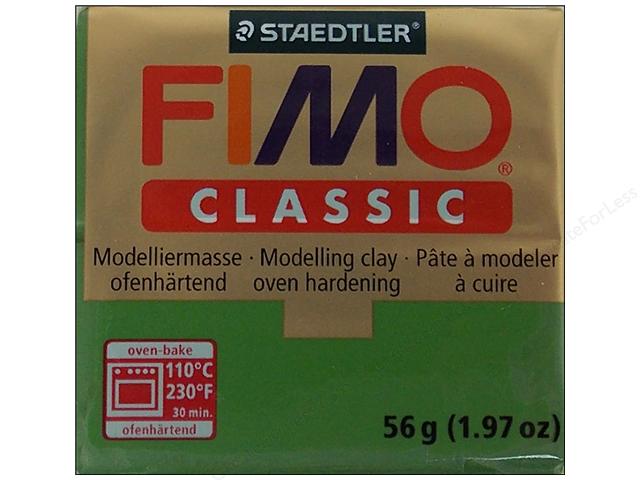 STAEDTLER®
FIMO®
CLASSIC
Modelliermasse · Modelling clay · Pâte à modeler
ofenhärtend oven hardening à cuire
oven-bake
110°C
230°F
30 min.
ofenhärtend
56 g (1.97 oz)